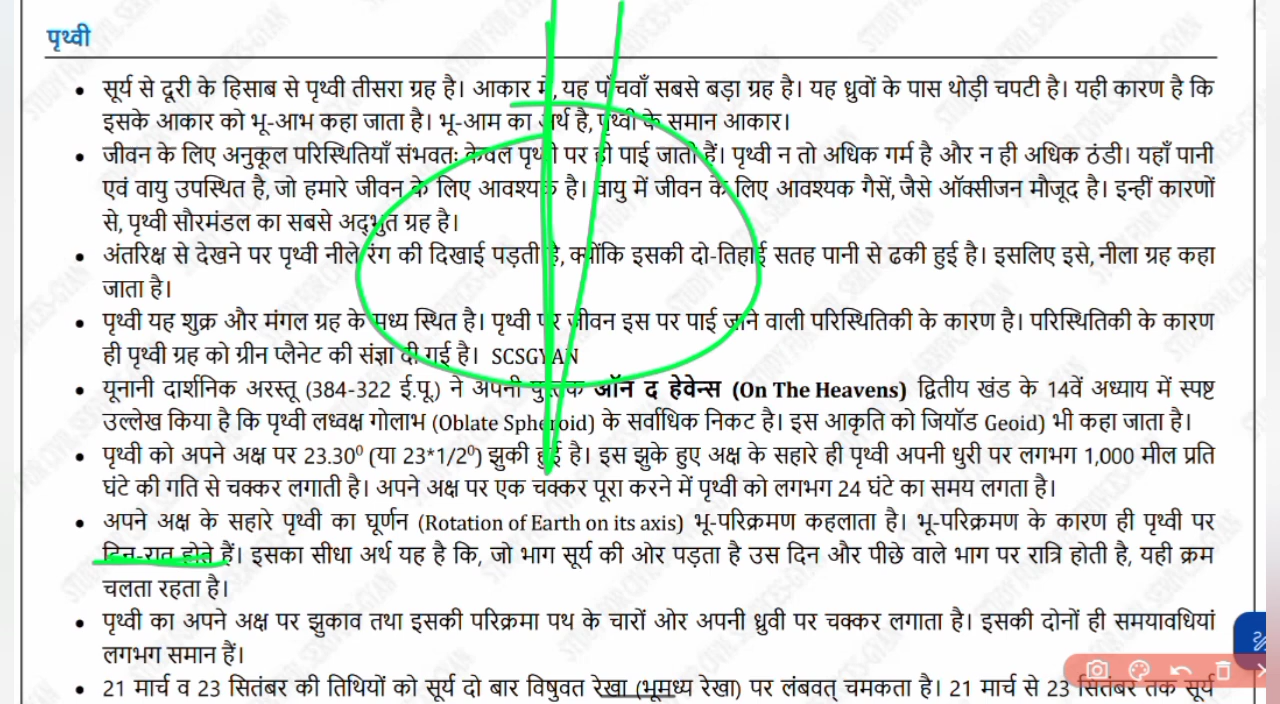 पृथ्वी
• सूर्य से दूरी के हिसाब से पृथ्वी तीसरा ग्रह है। आकार में, यह पाँचवाँ सबसे बड़ा ग्रह है। यह ध्रुवों के पास थोड़ी चपटी है। यही कारण है कि
इसके आकार को भू-आभ कहा जाता है। भू-आम का अर्थ है, पृथ्वी के समान आकार।
• जीवन के लिए अनुकूल परिस्थितियाँ संभवतः केवल पृथ्वी पर ही पाई जाती हैं। पृथ्वी न तो अधिक गर्म है और न ही अधिक ठंडी। यहाँ पानी
एवं वायु उपस्थित है, जो हमारे जीवन के लिए आवश्यक है। वायु में जीवन के लिए आवश्यक गैसें, जैसे ऑक्सीजन मौजूद है। इन्हीं कारणों
से, पृथ्वी सौरमंडल का सबसे अद्भुत ग्रह है।
• अंतरिक्ष से देखने पर पृथ्वी नीले रंग की दिखाई पड़ती है, क्योंकि इसकी दो-तिहाई सतह पानी से ढकी हुई है। इसलिए इसे, नीला ग्रह कहा
जाता है।
• पृथ्वी यह शुक्र और मंगल ग्रह के मध्य स्थित है। पृथ्वी पर जीवन इस पर पाई जाने वाली परिस्थितिकी के कारण है। परिस्थितिकी के कारण
ही पृथ्वी ग्रह को ग्रीन प्लैनेट की संज्ञा दी गई है। SCSGYAN
• यूनानी दार्शनिक अरस्तू (384-322 ई.पू.) ने अपनी पुस्तक ऑन द हेवेन्स (On The Heavens) द्वितीय खंड के 14वें अध्याय में स्पष्ट
उल्लेख किया है कि पृथ्वी लध्वक्ष गोलाभ (Oblate Spheroid) के सर्वाधिक निकट है। इस आकृति को जियॉड Geoid) भी कहा जाता है।
• पृथ्वी को अपने अक्ष पर 23.30⁰ (या 23*1/2⁰) झुकी हुई है। इस झुके हुए अक्ष के सहारे ही पृथ्वी अपनी धुरी पर लगभग 1,000 मील प्रति
घंटे की गति से चक्कर लगाती है। अपने अक्ष पर एक चक्कर पूरा करने में पृथ्वी को लगभग 24 घंटे का समय लगता है।
• अपने अक्ष के सहारे पृथ्वी का घूर्णन (Rotation of Earth on its axis) भू-परिक्रमण कहलाता है। भू-परिक्रमण के कारण ही पृथ्वी पर
दिन-रात होते हैं। इसका सीधा अर्थ यह है कि, जो भाग सूर्य की ओर पड़ता है उस दिन और पीछे वाले भाग पर रात्रि होती है, यही क्रम
चलता रहता है।
• पृथ्वी का अपने अक्ष पर झुकाव तथा इसकी परिक्रमा पथ के चारों ओर अपनी ध्रुवी पर चक्कर लगाता है। इसकी दोनों ही समयावधियां
लगभग समान हैं।
• 21 मार्च व 23 सितंबर की तिथियों को सूर्य दो बार विषुवत रेखा (भूमध्य रेखा) पर लंबवत् चमकता है। 21 मार्च से 23 सितंबर तक सूर्य